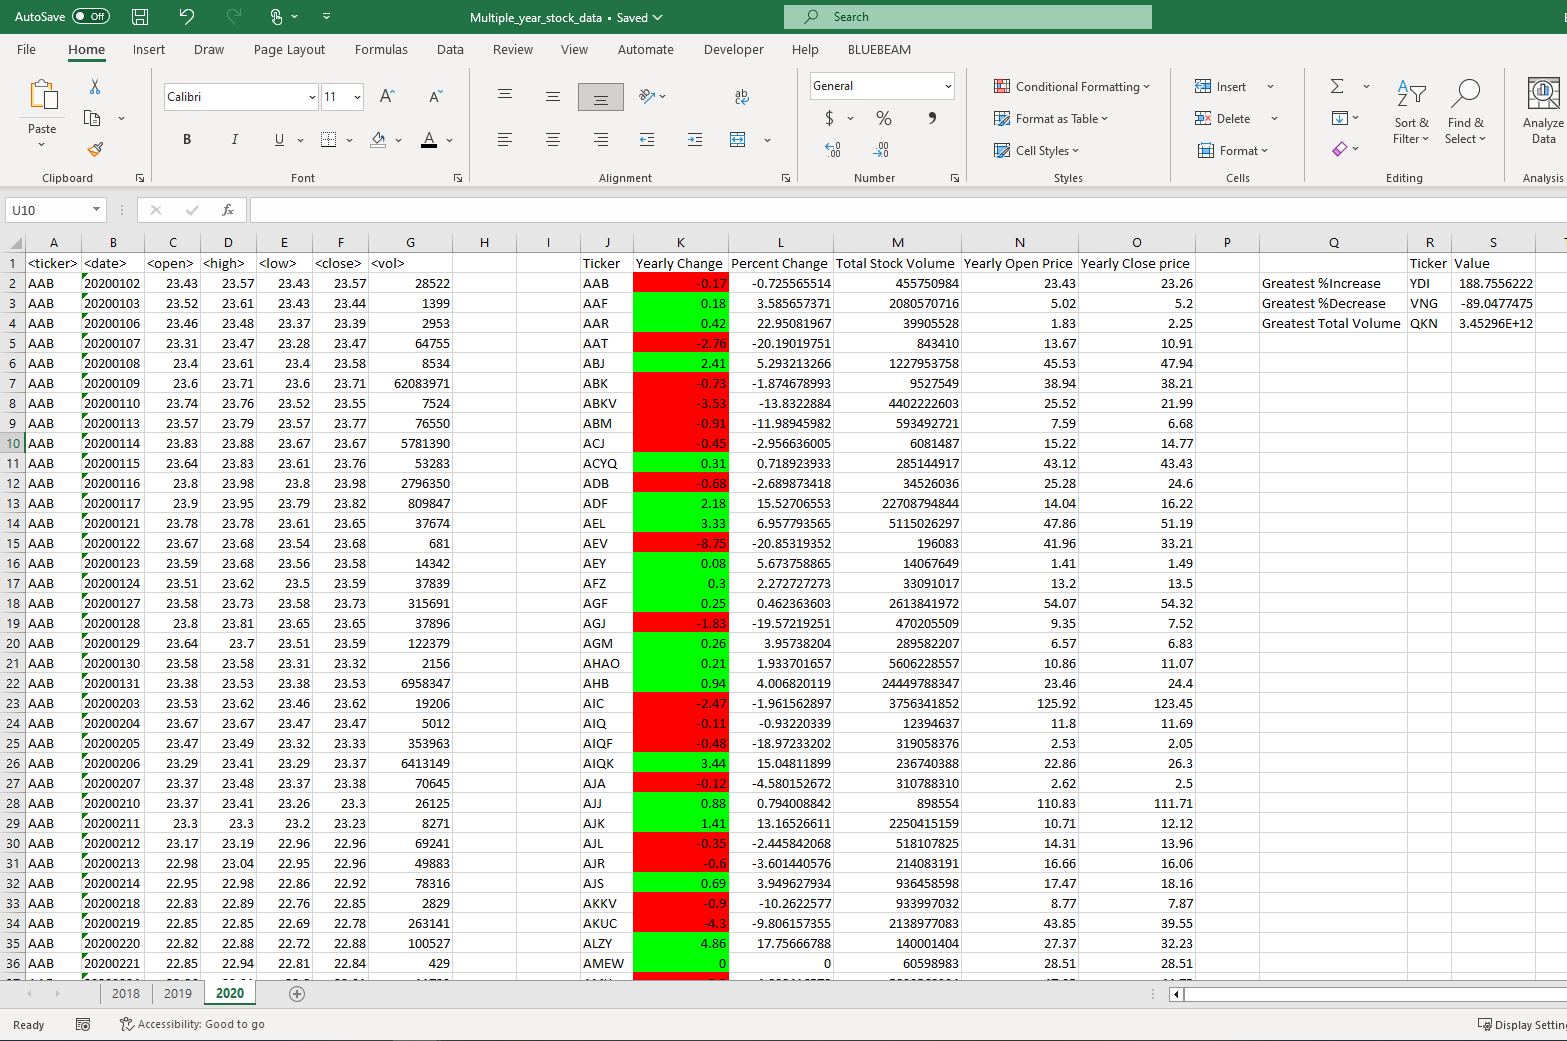 AutoSave Off Multiple_year_stock_data • Saved Search
File Home Insert Draw Page Layout Formulas Data Review View Automate Developer Help BLUEBEAM
Paste Calibri 11 B I U ab General $ % Conditional Formatting Format as Table Cell Styles Insert Delete Format Sort & Filter Find & Select Analyze Data
Clipboard Font Alignment Number Styles Cells Editing Analysis
U10 fx
A B C D E F G H I J K L M N O P Q R S
1 <ticker> <date> <open> <high> <low> <close> <vol> Ticker Yearly Change Percent Change Total Stock Volume Yearly Open Price Yearly Close price Ticker Value
2 AAB 20200102 23.43 23.57 23.43 23.57 28522 AAB -0.17 -0.725565514 455750984 23.43 23.26 Greatest %Increase YDI 188.7556222
3 AAB 20200103 23.52 23.61 23.43 23.44 1399 AAF 0.18 3.585657371 2080570716 5.02 5.2 Greatest %Decrease VNG -89.0477475
4 AAB 20200106 23.46 23.48 23.37 23.39 2953 AAR 0.42 22.95081967 39905528 1.83 2.25 Greatest Total Volume QKN 3.45296E+12
5 AAB 20200107 23.31 23.47 23.28 23.47 64755 AAT -2.76 -20.19019751 843410 13.67 10.91
6 AAB 20200108 23.4 23.61 23.4 23.58 8534 ABJ 2.41 5.293213266 1227953758 45.53 47.94
7 AAB 20200109 23.6 23.71 23.6 23.71 62083971 ABK -0.73 -1.874678993 9527549 38.94 38.21
8 AAB 20200110 23.74 23.76 23.52 23.55 7524 ABKV -3.53 -13.8322884 4402222603 25.52 21.99
9 AAB 20200113 23.57 23.79 23.57 23.77 76550 ABM -0.91 -11.98945982 593492721 7.59 6.68
10 AAB 20200114 23.83 23.88 23.67 23.67 5781390 ACJ -0.45 -2.956636005 6081487 15.22 14.77
11 AAB 20200115 23.64 23.83 23.61 23.76 53283 ACYQ 0.31 0.718923933 285144917 43.12 43.43
12 AAB 20200116 23.8 23.98 23.8 23.98 2796350 ADB -0.68 -2.689873418 34526036 25.28 24.6
13 AAB 20200117 23.9 23.95 23.79 23.82 809847 ADF 2.18 15.52706553 22708794844 14.04 16.22
14 AAB 20200121 23.78 23.78 23.61 23.65 37674 AEL 3.33 6.957793565 5115026297 47.86 51.19
15 AAB 20200122 23.67 23.68 23.54 23.68 681 AEV -8.75 -20.85319352 196083 41.96 33.21
16 AAB 20200123 23.59 23.68 23.56 23.58 14342 AEY 0.08 5.673758865 14067649 1.41 1.49
17 AAB 20200124 23.51 23.62 23.5 23.59 37839 AFZ 0.3 2.272727273 33091017 13.2 13.5
18 AAB 20200127 23.58 23.73 23.58 23.73 315691 AGF 0.25 0.462363603 2613841972 54.07 54.32
19 AAB 20200128 23.8 23.81 23.65 23.65 37896 AGJ -1.83 -19.57219251 470205509 9.35 7.52
20 AAB 20200129 23.64 23.7 23.51 23.59 122379 AGM 0.26 3.95738204 289582207 6.57 6.83
21 AAB 20200130 23.58 23.58 23.31 23.32 2156 AHAO 0.21 1.933701657 5606228557 10.86 11.07
22 AAB 20200131 23.38 23.53 23.38 23.53 6958347 AHB 0.94 4.006820119 24449788347 23.46 24.4
23 AAB 20200203 23.53 23.62 23.46 23.62 19206 AIC -2.47 -1.961562897 3756341852 125.92 123.45
24 AAB 20200204 23.67 23.67 23.47 23.47 5012 AIQ -0.11 -0.93220339 12394637 11.8 11.69
25 AAB 20200205 23.47 23.49 23.32 23.33 353963 AIQF -0.48 -18.97233202 319058376 2.53 2.05
26 AAB 20200206 23.29 23.41 23.29 23.37 6413149 AIQK 3.44 15.04811899 236740388 22.86 26.3
27 AAB 20200207 23.37 23.48 23.37 23.38 70645 AJA -0.12 -4.580152672 310788310 2.62 2.5
28 AAB 20200210 23.37 23.41 23.26 23.3 26125 AJJ 0.88 0.794008842 898554 110.83 111.71
29 AAB 20200211 23.3 23.3 23.2 23.23 8271 AJK 1.41 13.16526611 2250415159 10.71 12.12
30 AAB 20200212 23.17 23.19 22.96 22.96 69241 AJL -0.35 -2.445842068 518107825 14.31 13.96
31 AAB 20200213 22.98 23.04 22.95 22.96 49883 AJR -0.6 -3.601440576 214083191 16.66 16.06
32 AAB 20200214 22.95 22.98 22.86 22.92 78316 AJS 0.69 3.949627934 936458598 17.47 18.16
33 AAB 20200218 22.83 22.89 22.76 22.85 2829 AKKV -0.9 -10.2622577 933997032 8.77 7.87
34 AAB 20200219 22.85 22.85 22.69 22.78 263141 AKUC -4.3 -9.806157355 2138977083 43.85 39.55
35 AAB 20200220 22.82 22.88 22.72 22.88 100527 ALZY 4.86 17.75666788 140001404 27.37 32.23
36 AAB 20200221 22.85 22.94 22.81 22.84 429 AMEW 0 0 60598983 28.51 28.51
2018 2019 2020
Ready Accessibility: Good to go Display Settin